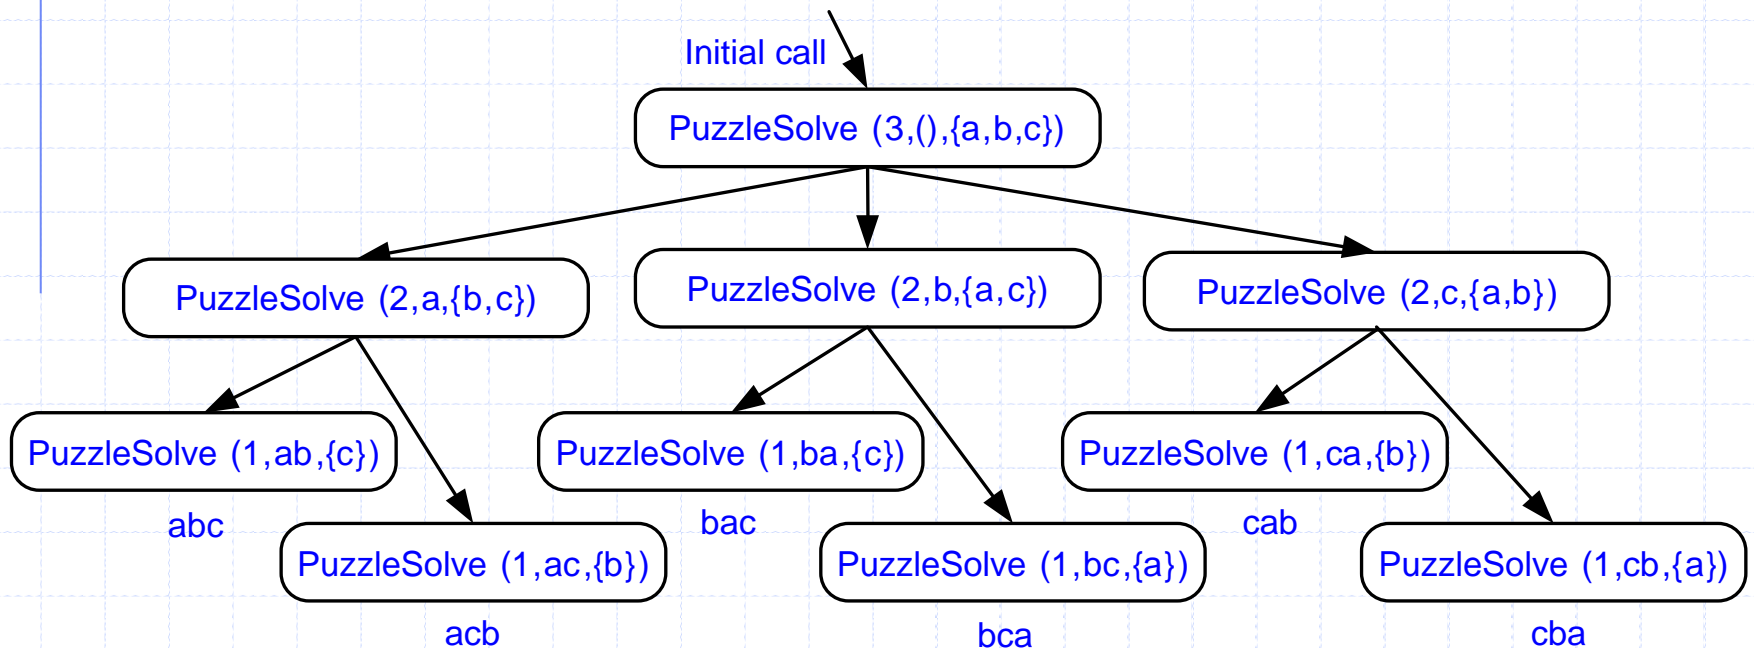 Initial call
PuzzleSolve (3,(),{a,b,c})
PuzzleSolve (2,a,{b,c})
PuzzleSolve (2,b,{a,c})
PuzzleSolve (2,c,{a,b})
PuzzleSolve (1,ab,{c})
PuzzleSolve (1,ba,{c})
PuzzleSolve (1,ca,{b})
abc
bac
cab
PuzzleSolve (1,ac,{b})
PuzzleSolve (1,bc,{a})
PuzzleSolve (1,cb,{a})
acb
bca
cba